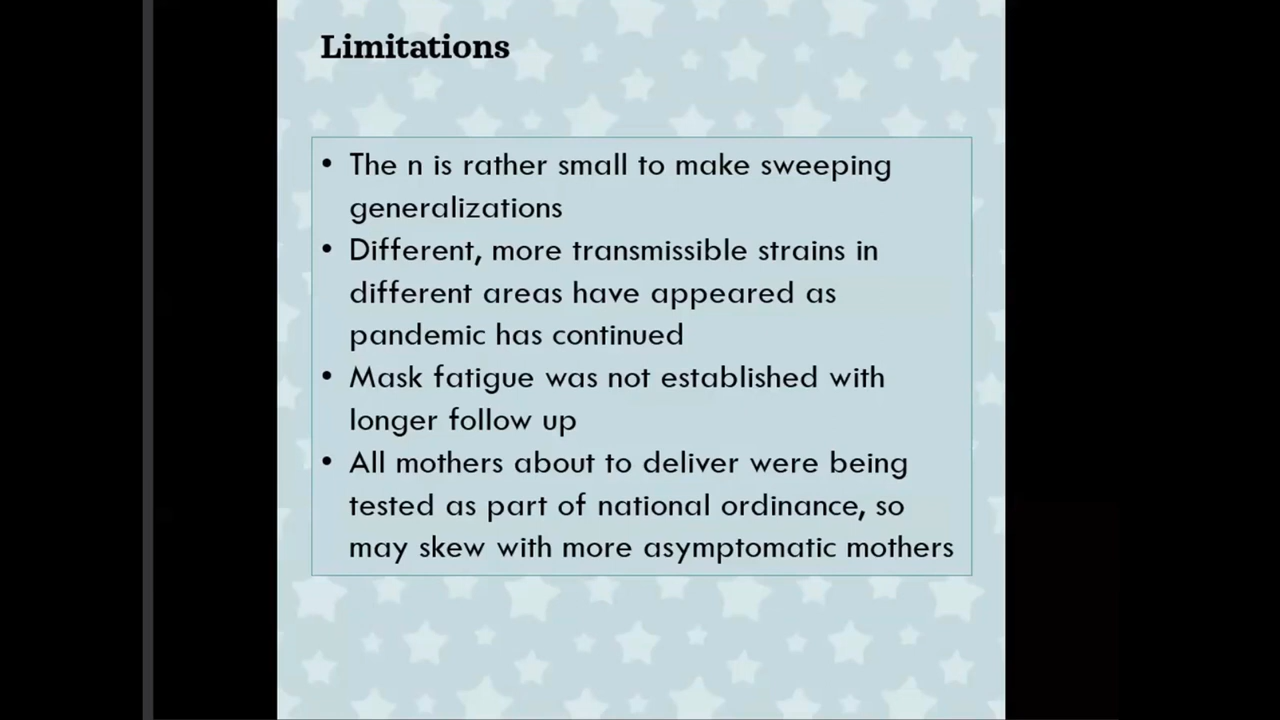 Limitations
• The n is rather small to make sweeping
generalizations
• Different, more transmissible strains in
different areas have appeared as
pandemic has continued
• Mask fatigue was not established with
longer follow up
• All mothers about to deliver were being
tested as part of national ordinance, so
may skew with more asymptomatic mothers